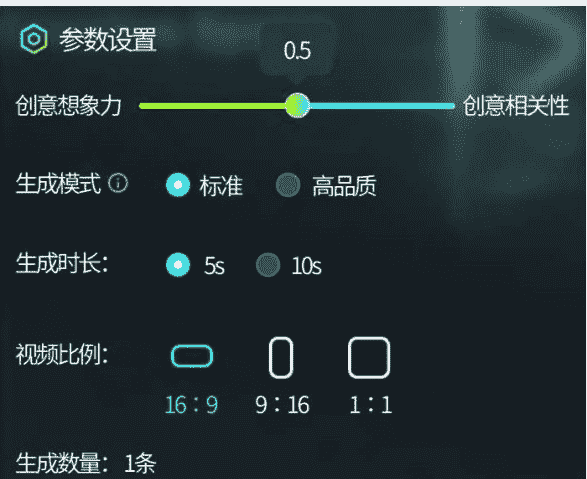 参数设置
0.5
创意想象力 创意相关性
生成模式 标准 高品质
生成时长： 5s 10s
视频比例：
16：9 9：16 1：1
生成数量：1条